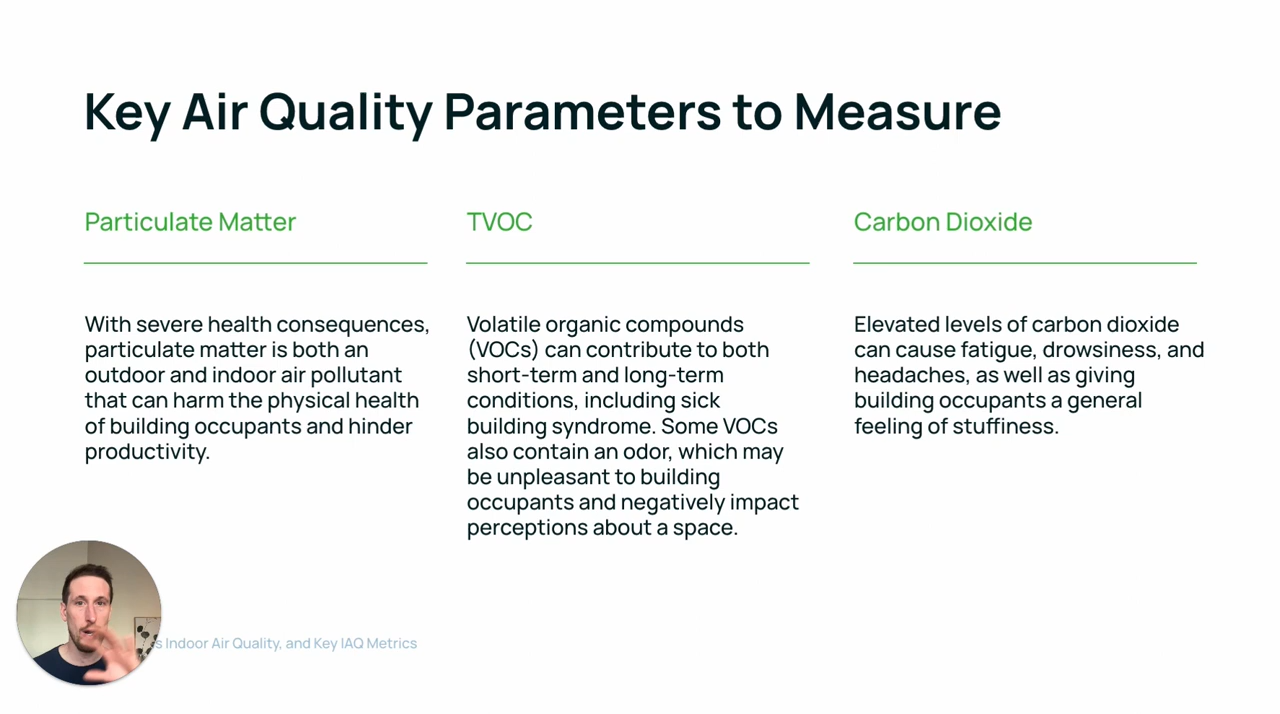 Key Air Quality Parameters to Measure
Particulate Matter
With severe health consequences,
particulate matter is both an
outdoor and indoor air pollutant
that can harm the physical health
of building occupants and hinder
productivity.
TVOC
Volatile organic compounds
(VOCs) can contribute to both
short-term and long-term
conditions, including sick
building syndrome. Some VOCs
also contain an odor, which may
be unpleasant to building
occupants and negatively impact
perceptions about a space.
Carbon Dioxide
Elevated levels of carbon dioxide
can cause fatigue, drowsiness, and
headaches, as well as giving
building occupants a general
feeling of stuffiness.
Indoor Air Quality, and Key IAQ Metrics